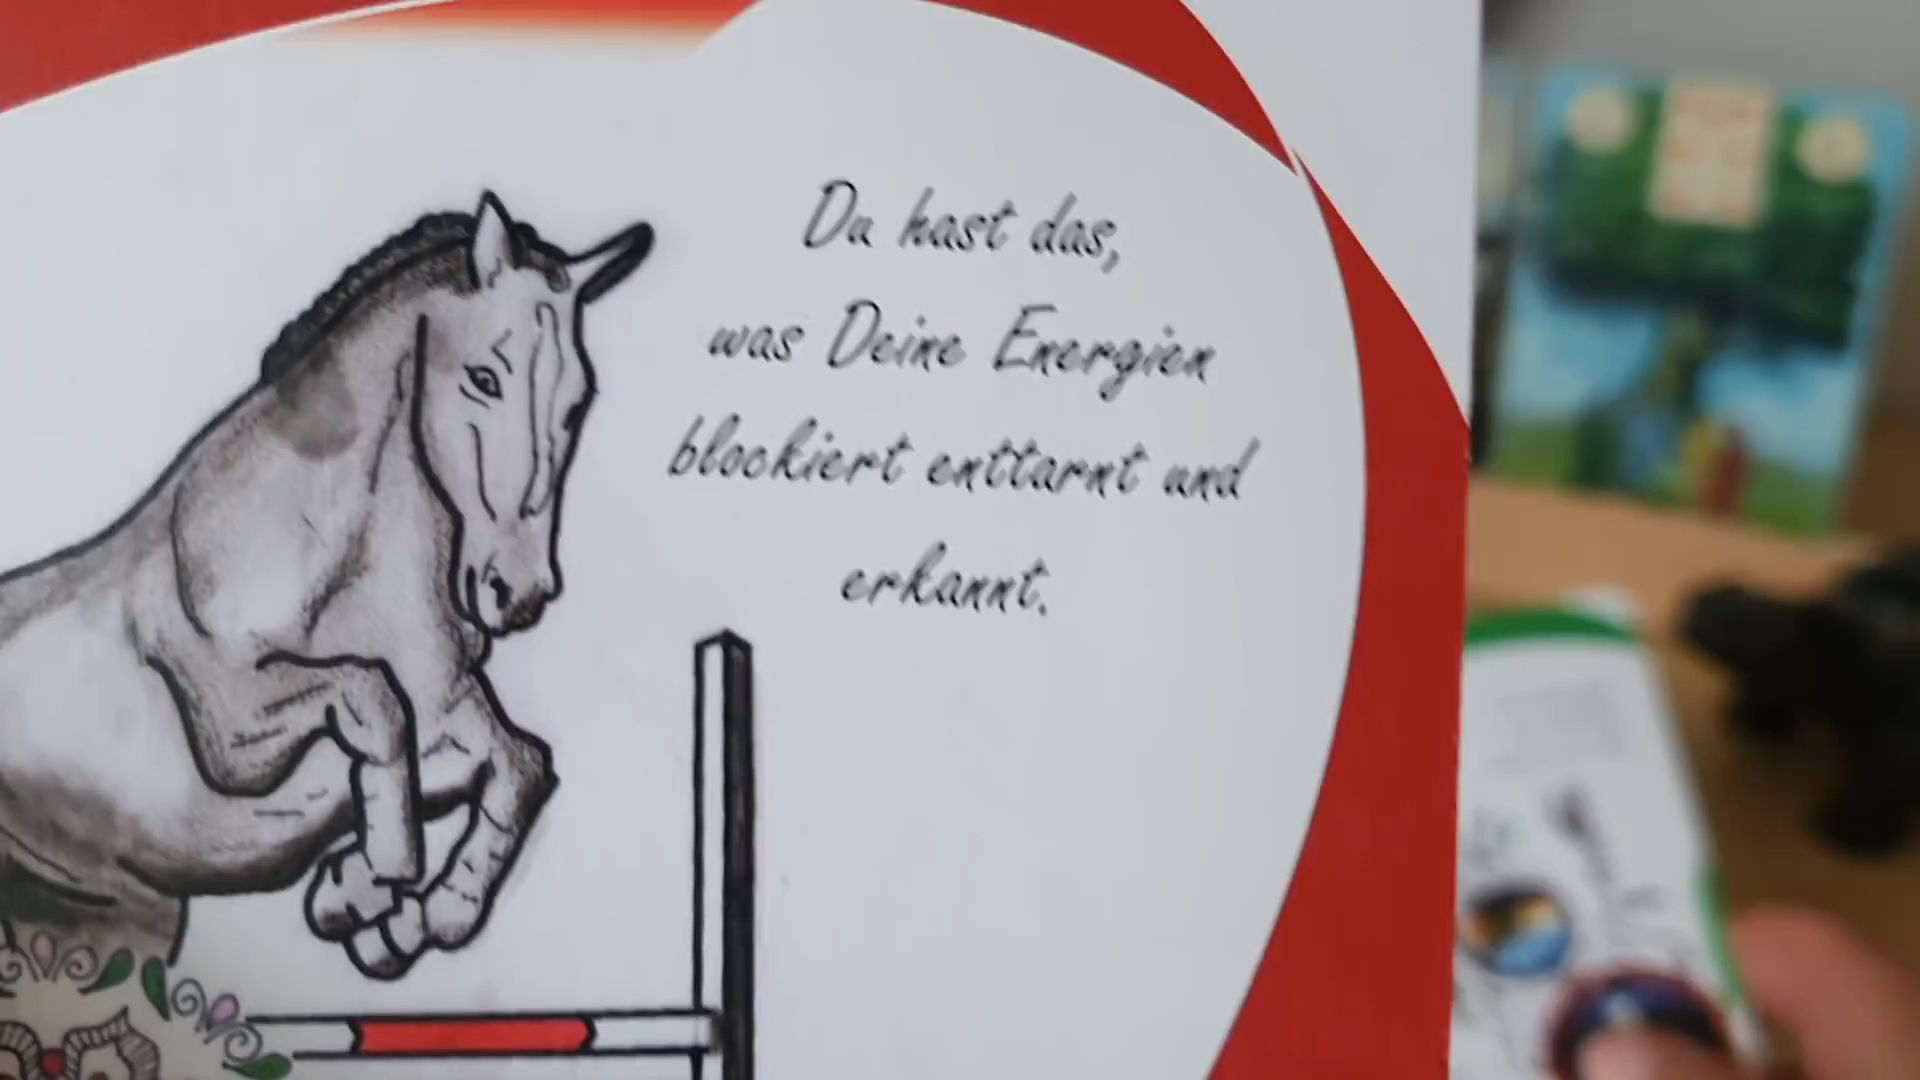 Du hast das,
was Deine Energien
blockiert enttarnt und
erkannt.